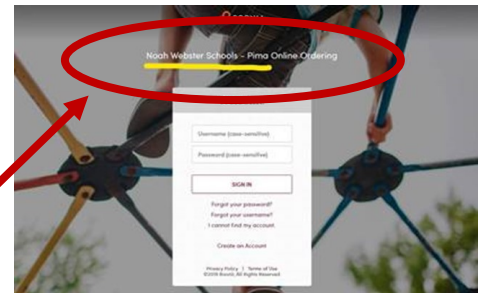 Noah Webster Schools - Pima Online Ordering
Username (case-sensitive)
Password (case-sensitive)
SIGN IN
Forgot your password?
Forgot your username?
I cannot find my account.
Create an Account
Privacy Policy | Terms of Use